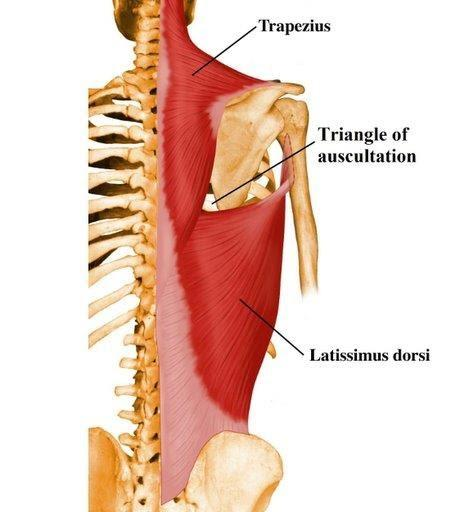 Trapezius
Triangle of
auscultation
Latissimus dorsi